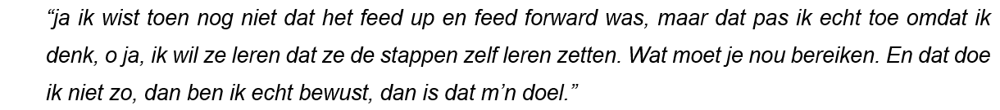 “ja ik wist toen nog niet dat het feed up en feed forward was, maar dat pas ik echt toe omdat ik
denk, o ja, ik wil ze leren dat ze de stappen zelf leren zetten. Wat moet je nou bereiken. En dat doe
ik niet zo, dan ben ik echt bewust, dan is dat m’n doel.”